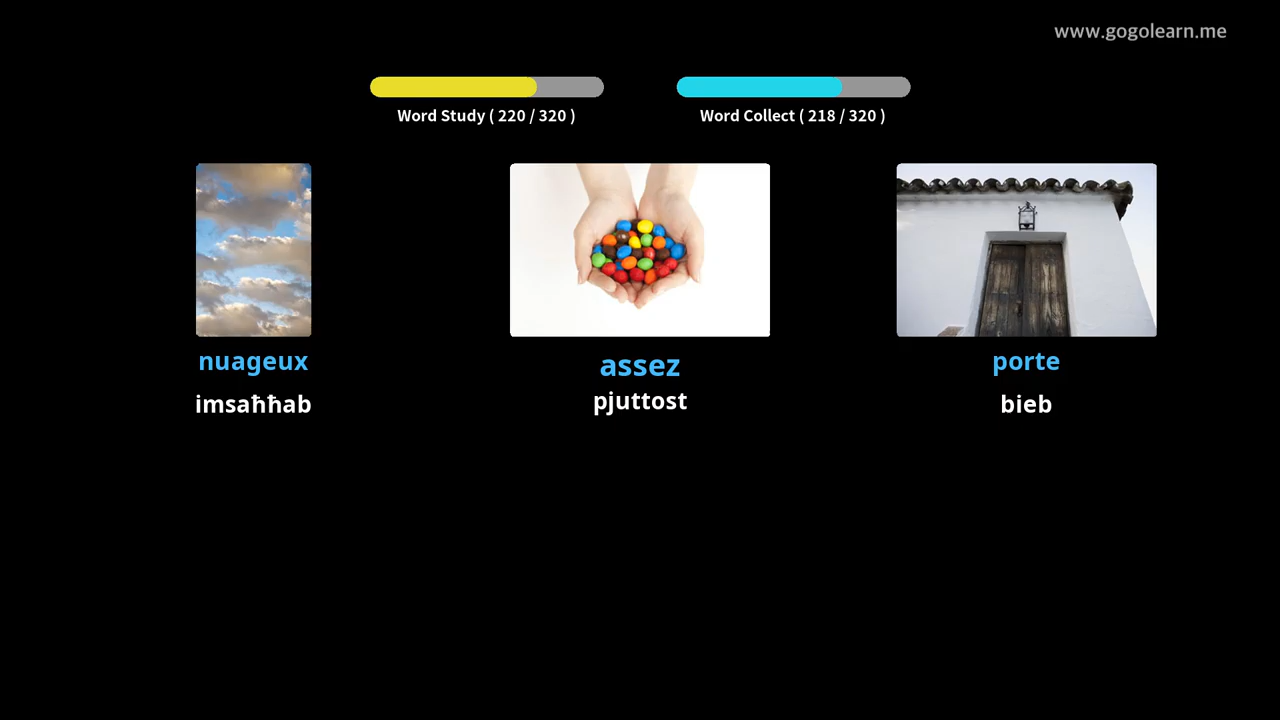 www.gogolearn.me
Word Study ( 220 / 320 )
Word Collect ( 218 / 320 )
nuageux
imsaħħab
assez
pjuttost
porte
bieb